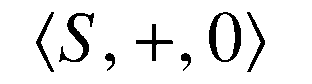 ⟨S, +, 0⟩